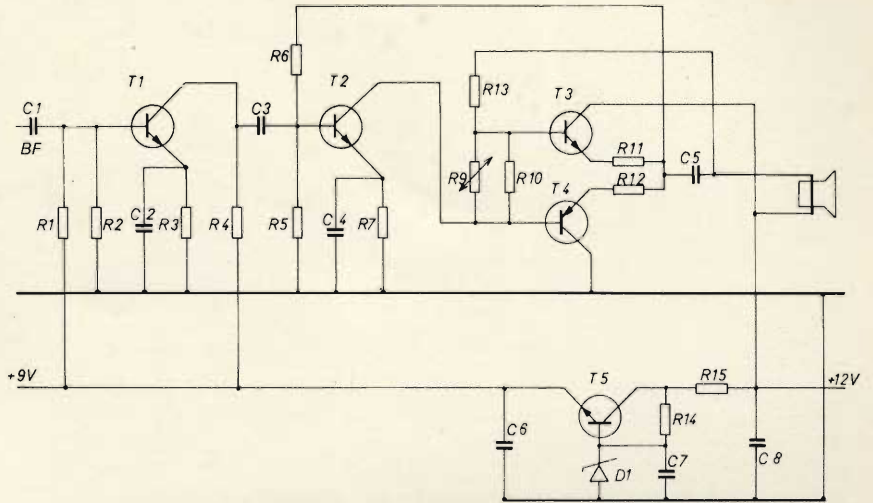 R6
T1
T2
C1
C3
R13
T3
BF
R11
C5
R9
R10
T4
R12
R1
R2
C2
R3
R4
R5
C4
R7
+9V
T5
R15
+12V
R14
C6
D1
C7
C8